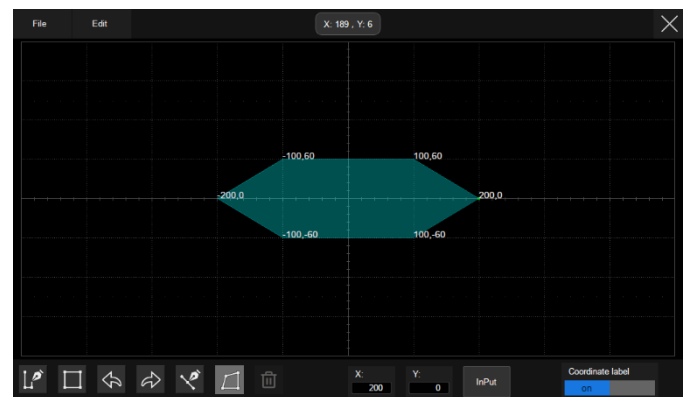 File Edit X: 189 , Y: 6
-100,60 100,60
-200,0 200,0
-100,-60 100,-60
X: Y: Coordinate label
200 0 InPut on